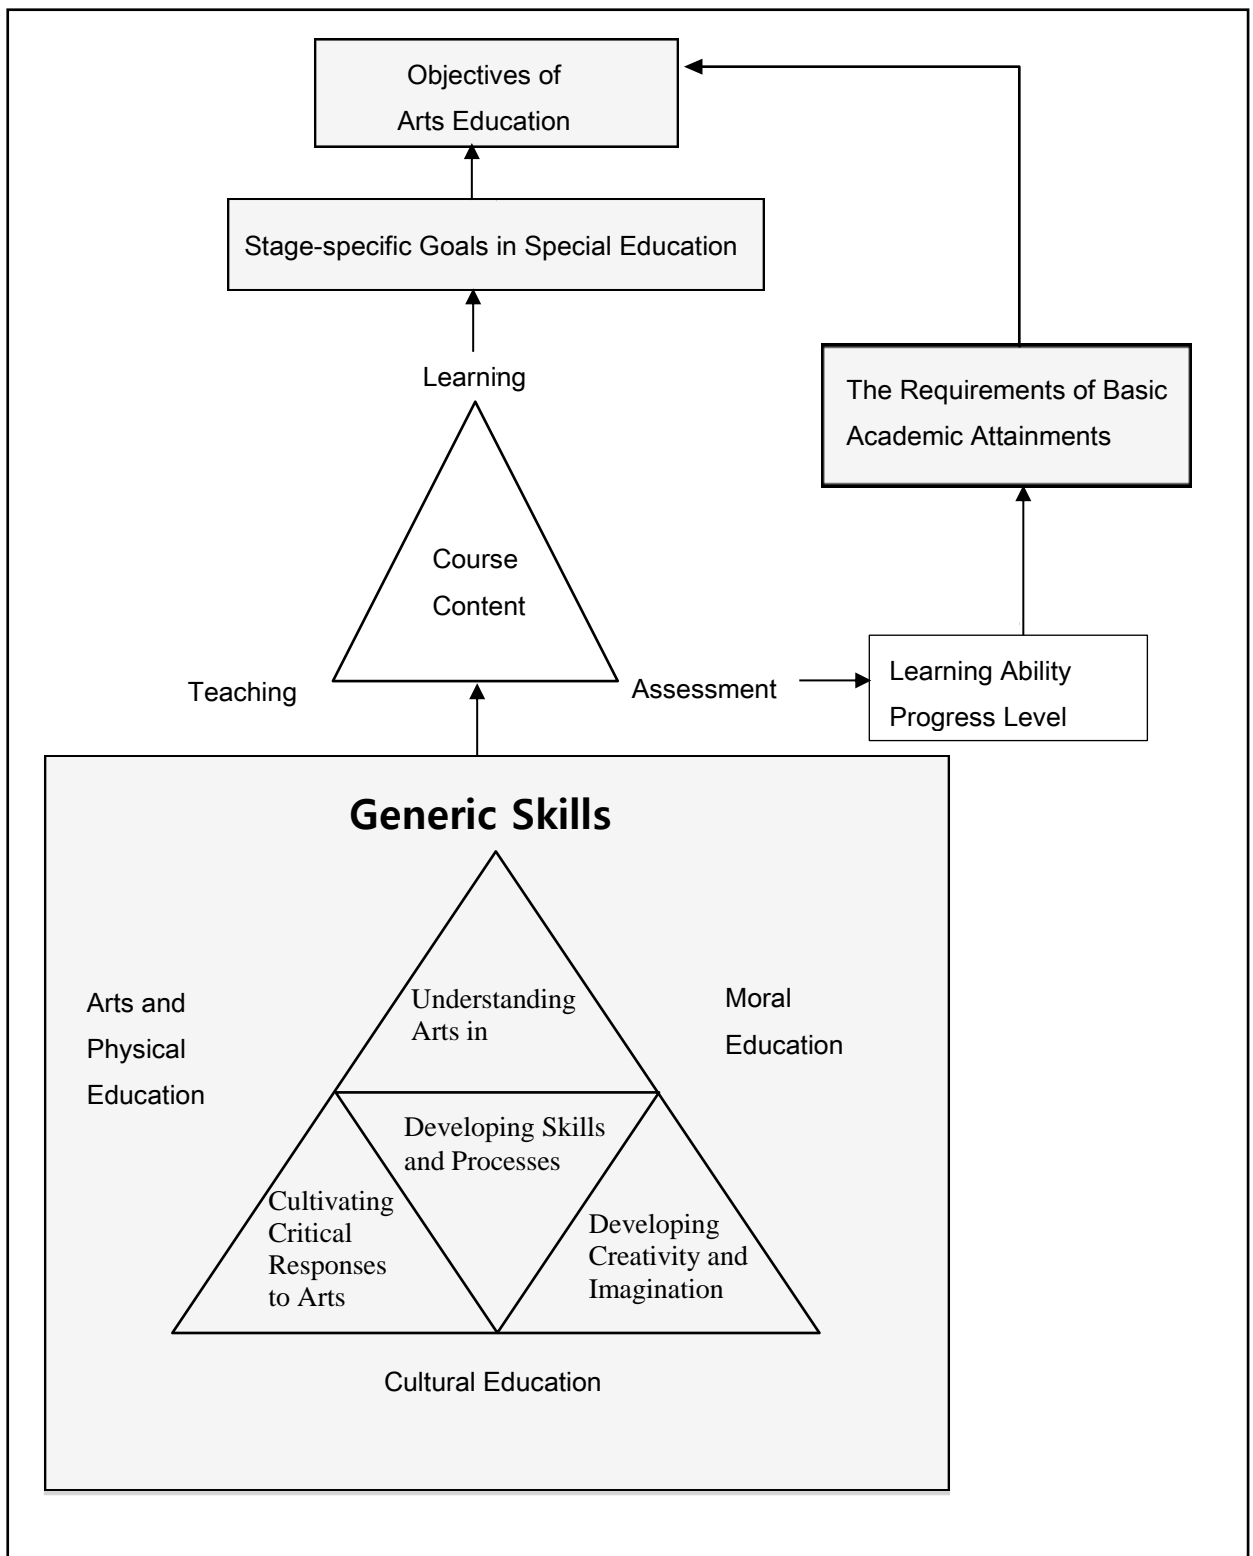 Objectives of
Arts Education
Stage-specific Goals in Special Education
Learning
The Requirements of Basic
Academic Attainments
Course
Content
Teaching
Assessment
Learning Ability
Progress Level
Generic Skills
Understanding
Arts in
Arts and
Physical
Education
Moral
Education
Developing Skills
and Processes
Cultivating
Critical
Responses
to Arts
Developing
Creativity and
Imagination
Cultural Education